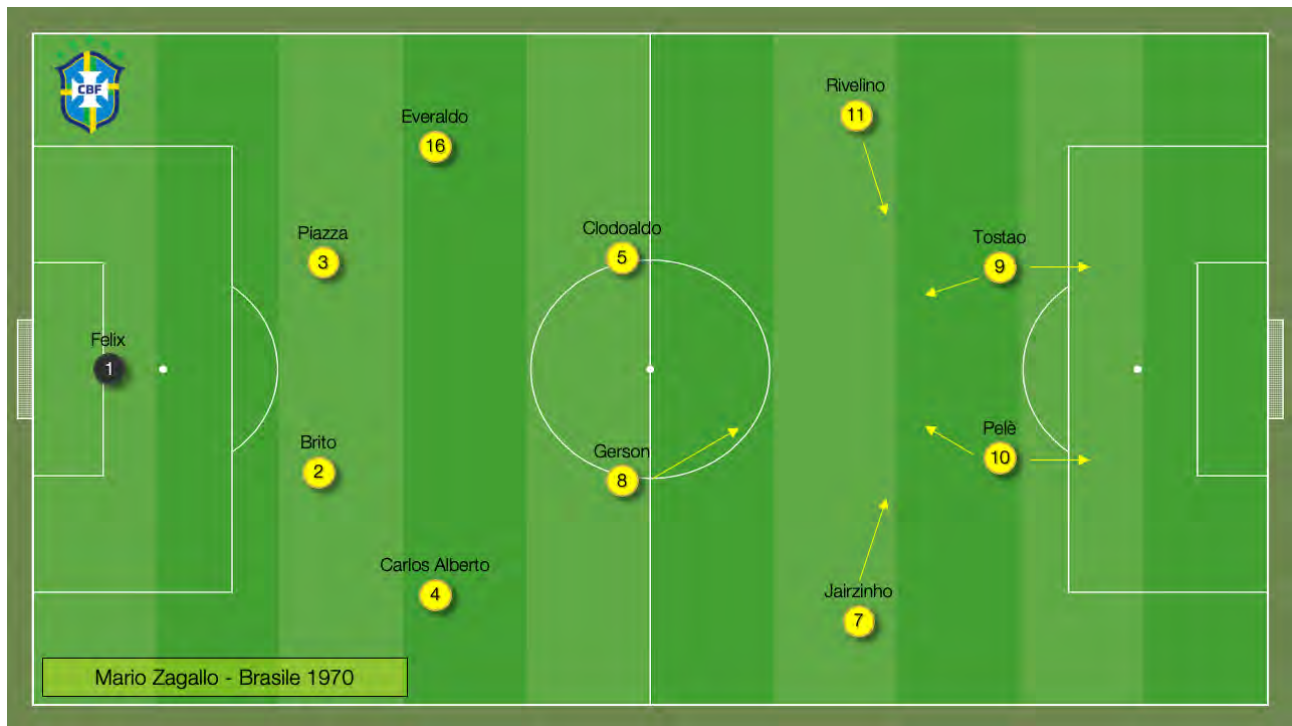 CBF
Rivelino
11
Everaldo
16
Clodoaldo
5
Piazza
3
Tostao
9
Felix
1
Brito
2
Gerson
8
Pelè
10
Carlos Alberto
4
Jairzinho
7
Mario Zagallo - Brasile 1970